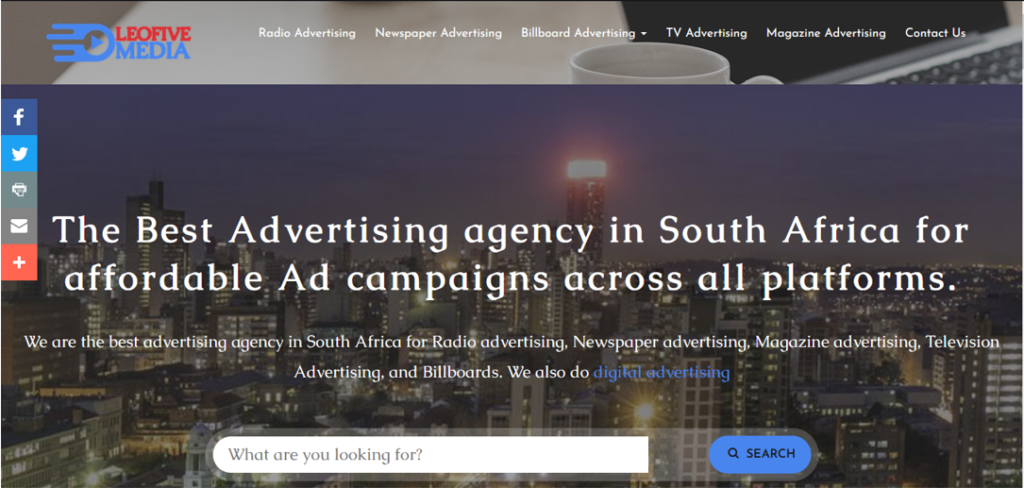 LEOFIVE
MEDIA
Radio Advertising Newspaper Advertising Billboard Advertising TV Advertising Magazine Advertising Contact Us
The Best Advertising agency in South Africa for
affordable Ad campaigns across all platforms.
We are the best advertising agency in South Africa for Radio advertising, Newspaper advertising, Magazine advertising, Television
Advertising, and Billboards. We also do digital advertising
What are you looking for? SEARCH